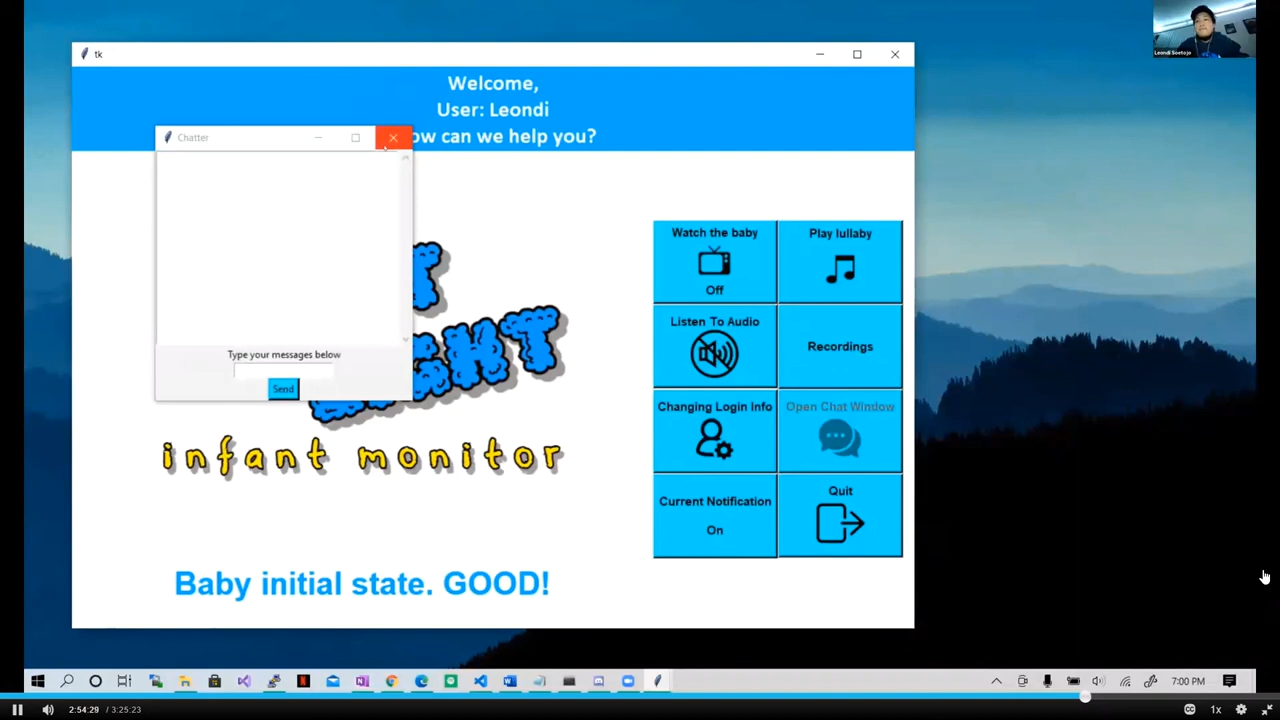 Leondi Soetojo
tk
Welcome,
User: Leondi
ow can we help you?
Chatter
Type your messages below
Send
infant monitor
Baby initial state. GOOD!
Watch the baby
Off
Play lullaby
Listen To Audio
Recordings
Changing Login Info
Open Chat Window
Current Notification
On
Quit
7:00 PM
2:54:29 / 3:25:23
1x